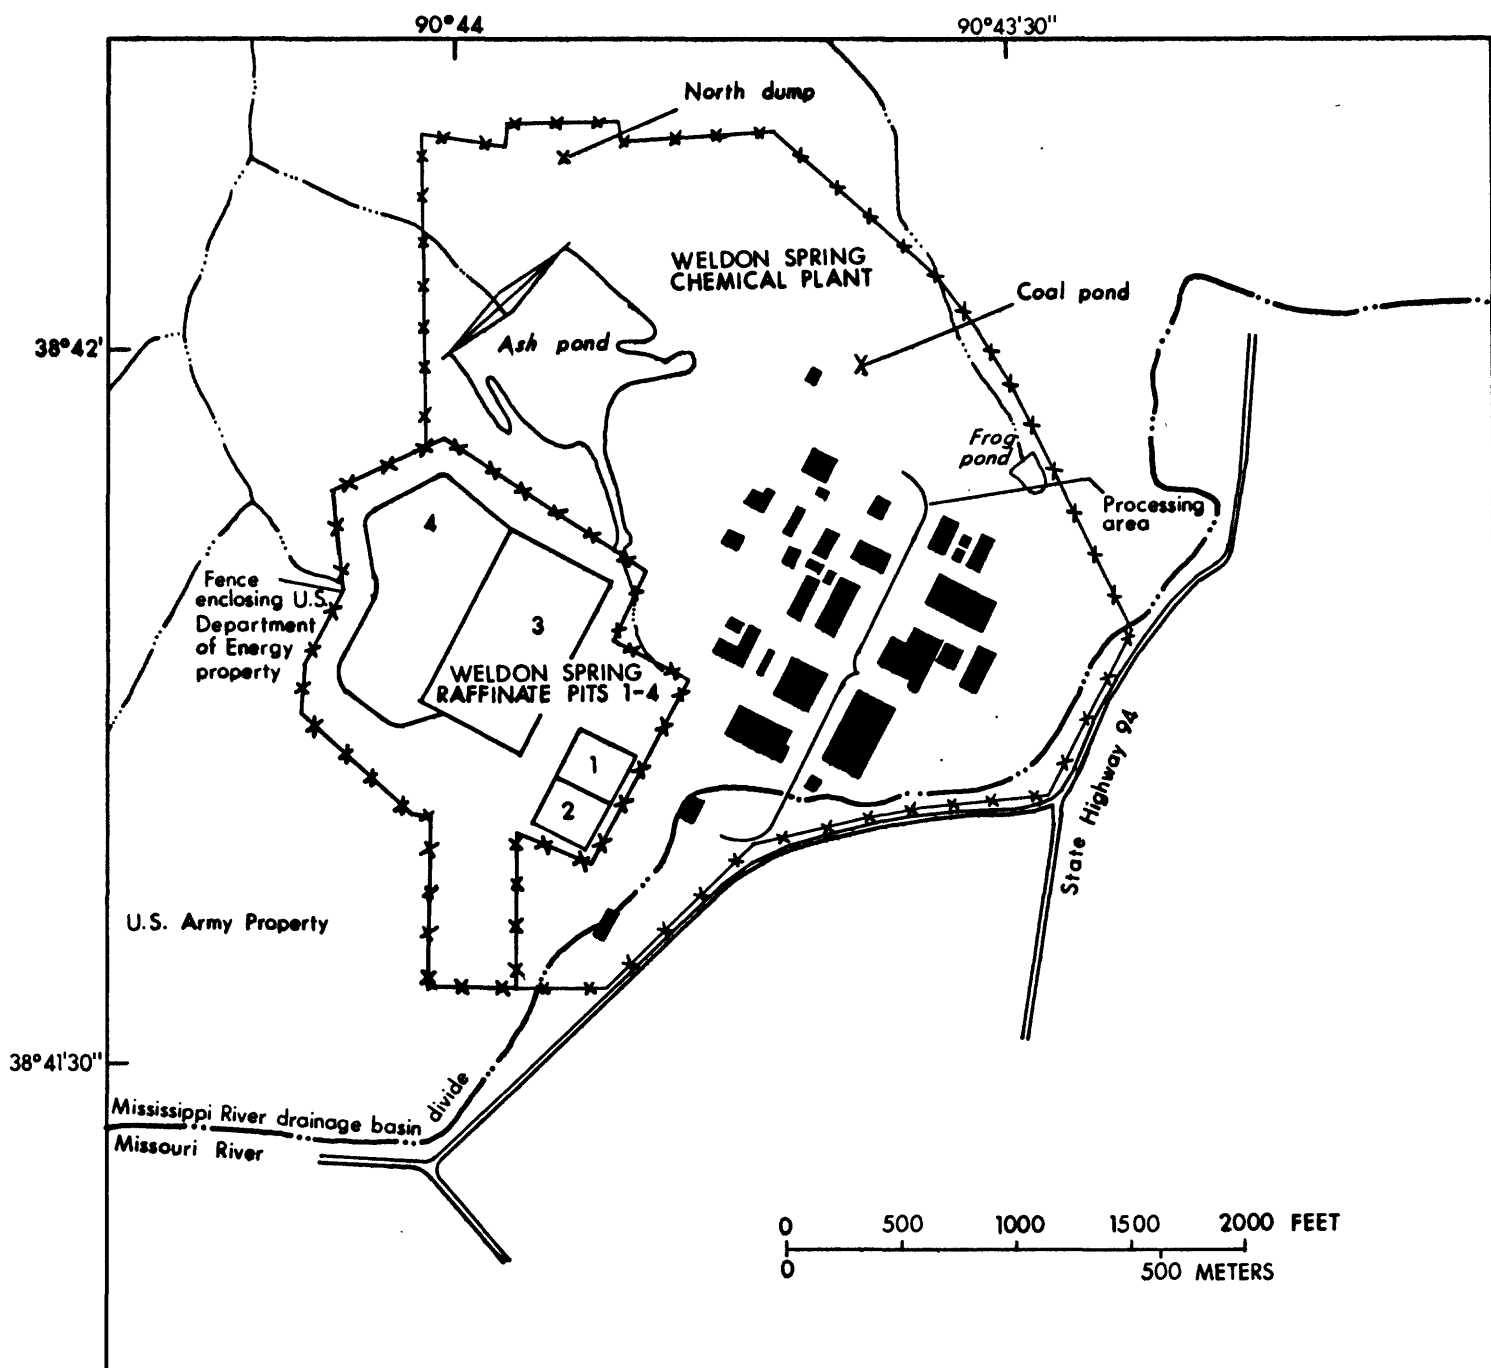 90°44
90°43'30"
North dump
WELDON SPRING
CHEMICAL PLANT
Coal pond
38°42'
Ash pond
Frog
pond
Processing
area
4
Fence
enclosing U.S.
Department
of Energy
property
3
WELDON SPRING
RAFFINATE PITS 1-4
1
2
State Highway 94
U.S. Army Property
38°41'30"
Mississippi River drainage basin divide
Missouri River
0 500 1000 1500 2000 FEET
0 500 METERS